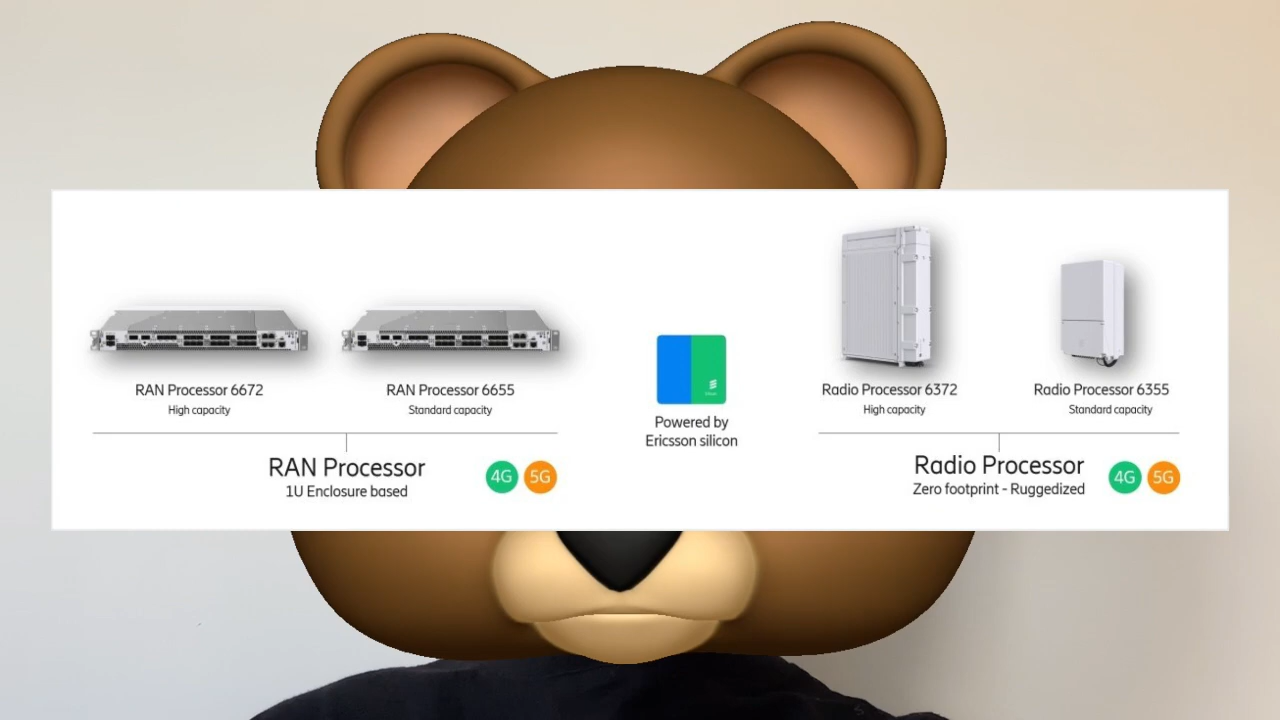 RAN Processor 6672
High capacity
RAN Processor 6655
Standard capacity
RAN Processor
1U Enclosure based
4G
5G
Powered by
Ericsson silicon
Radio Processor 6372
High capacity
Radio Processor 6355
Standard capacity
Radio Processor
Zero footprint - Ruggedized
4G
5G